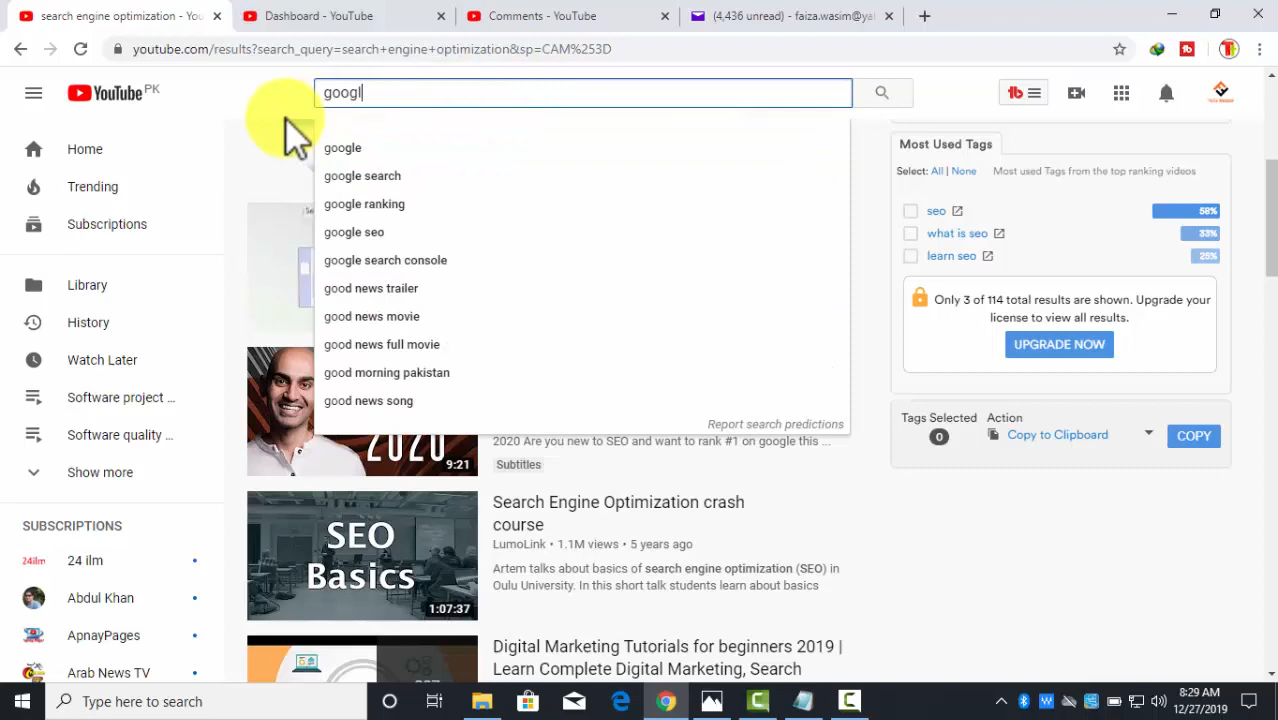 search engine optimization - You
Dashboard - YouTube
Comments - YouTube
(4,436 unread) - faiza.wasim@ya
youtube.com/results?search_query=search+engine+optimization&sp=CAM%253D
YouTube PK
googl
google
google search
google ranking
google seo
google search console
good news trailer
good news movie
good news full movie
good morning pakistan
good news song
Report search predictions
Home
Trending
Subscriptions
Library
History
Watch Later
Software project ...
Software quality ...
Show more
SUBSCRIPTIONS
24 ilm
Abdul Khan
ApnayPages
Arab News TV
2020
9:21
2020 Are you new to SEO and want to rank #1 on google this ...
Subtitles
SEO
Basics
1:07:37
Search Engine Optimization crash
course
LumoLink • 1.1M views • 5 years ago
Artem talks about basics of search engine optimization (SEO) in
Oulu University. In this short talk students learn about basics
Digital Marketing Tutorials for beginners 2019 |
Learn Complete Digital Marketing, Search
Most Used Tags
Select: All | None Most used Tags from the top ranking videos
seo 58%
what is seo 33%
learn seo 25%
Only 3 of 114 total results are shown. Upgrade your
license to view all results.
UPGRADE NOW
Tags Selected
0
Action
Copy to Clipboard
COPY
Type here to search
8:29 AM
12/27/2019